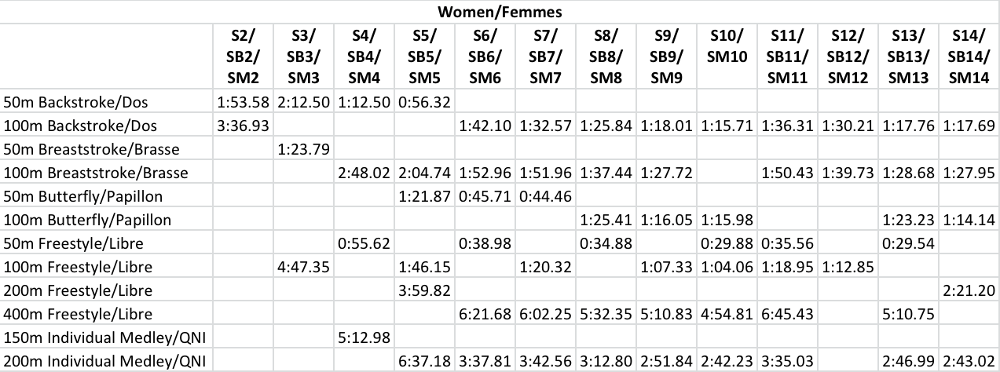 Women/Femmes
S2/ S3/ S4/ S5/ S6/ S7/ S8/ S9/ S10/ S11/ S12/ S13/ S14/
SB2/ SB3/ SB4/ SB5/ SB6/ SB7/ SB8/ SB9/ SM10 SB11/ SB12/ SB13/ SB14/
SM2 SM3 SM4 SM5 SM6 SM7 SM8 SM9 SM11 SM12 SM13 SM14
50m Backstroke/Dos 1:53.58 2:12.50 1:12.50 0:56.32
100m Backstroke/Dos 3:36.93 1:42.10 1:32.57 1:25.84 1:18.01 1:15.71 1:36.31 1:30.21 1:17.76 1:17.69
50m Breaststroke/Brasse 1:23.79
100m Breaststroke/Brasse 2:48.02 2:04.74 1:52.96 1:51.96 1:37.44 1:27.72 1:50.43 1:39.73 1:28.68 1:27.95
50m Butterfly/Papillon 1:21.87 0:45.71 0:44.46
100m Butterfly/Papillon 1:25.41 1:16.05 1:15.98 1:23.23 1:14.14
50m Freestyle/Libre 0:55.62 0:38.98 0:34.88 0:29.88 0:35.56 0:29.54
100m Freestyle/Libre 4:47.35 1:46.15 1:20.32 1:07.33 1:04.06 1:18.95 1:12.85
200m Freestyle/Libre 3:59.82 2:21.20
400m Freestyle/Libre 6:21.68 6:02.25 5:32.35 5:10.83 4:54.81 6:45.43 5:10.75
150m Individual Medley/QNI 5:12.98
200m Individual Medley/QNI 6:37.18 3:37.81 3:42.56 3:12.80 2:51.84 2:42.23 3:35.03 2:46.99 2:43.02